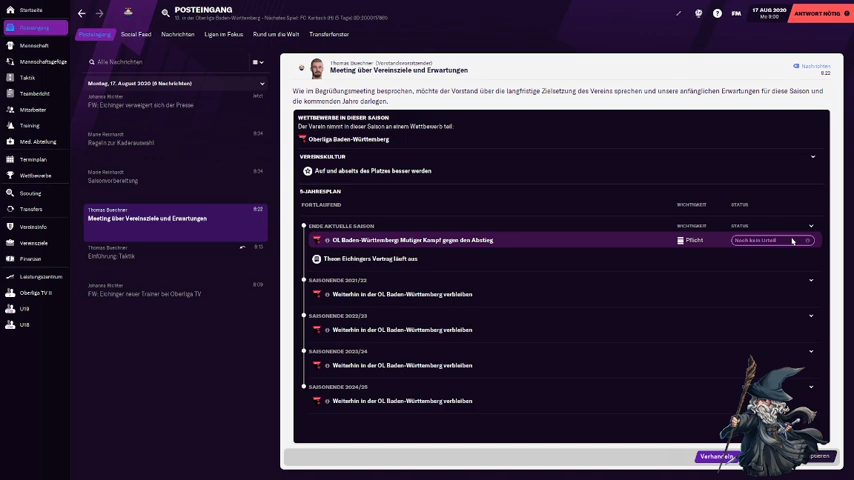 Startseite
POSTEINGANG
17 AUG 2020
Mo 9:00
ANTWORT NÖTIG
FM
Posteingang
Posteingang
Social Feed
Nachrichten
Ligen im Fokus
Rund um die Welt
Transferfenster
Mannschaft
Mannschaftsgefüge
Taktik
Teambericht
Mitarbeiter
Training
Med. Abteilung
Terminplan
Wettbewerbe
Scouting
Transfers
Vereinsinfo
Vereinsziele
Finanzen
Leistungszentrum
Oberliga TV II
U19
U18
Alle Nachrichten
Montag, 17. August 2020 (6 Nachrichten)
Johannis Richter
FW: Eichinger verweigert sich der Presse
Marie Reinhardt
9:04
Regeln zur Kaderauswahl
Marie Reinhardt
Saisonvorbereitung
Thomas Buechner
8:22
Meeting über Vereinsziele und Erwartungen
Thomas Buechner
Einführung: Taktik
Johannis Richter
FW: Eichinger neuer Trainer bei Oberliga TV
Thomas Buechner (Vorstandsvorsitzender)
Meeting über Vereinsziele und Erwartungen
Nachrichten
8:22
Wie im Begrüßungsmeeting besprochen, möchte der Vorstand über die langfristige Zielsetzung des Vereins sprechen und unsere anfänglichen Erwartungen für diese Saison und
die kommenden Jahre darlegen.
WETTBEWERBE IN DIESER SAISON
Der Verein nimmt in dieser Saison an einem Wettbewerb teil:
Oberliga Baden-Württemberg
VEREINSKULTUR
Auf und abseits des Platzes besser werden
5-JAHRESPLAN
FORTLAUFEND
WICHTIGKEIT
STATUS
ENDE AKTUELLE SAISON
WICHTIGKEIT
STATUS
OL Baden-Württemberg: Mutiger Kampf gegen den Abstieg
Pflicht
Noch kein Urteil
Theon Eichingers Vertrag läuft aus
SAISONENDE 2021/22
Weiterhin in der OL Baden-Württemberg verbleiben
SAISONENDE 2022/23
Weiterhin in der OL Baden-Württemberg verbleiben
SAISONENDE 2023/24
Weiterhin in der OL Baden-Württemberg verbleiben
SAISONENDE 2024/25
Weiterhin in der OL Baden-Württemberg verbleiben
Verhandeln